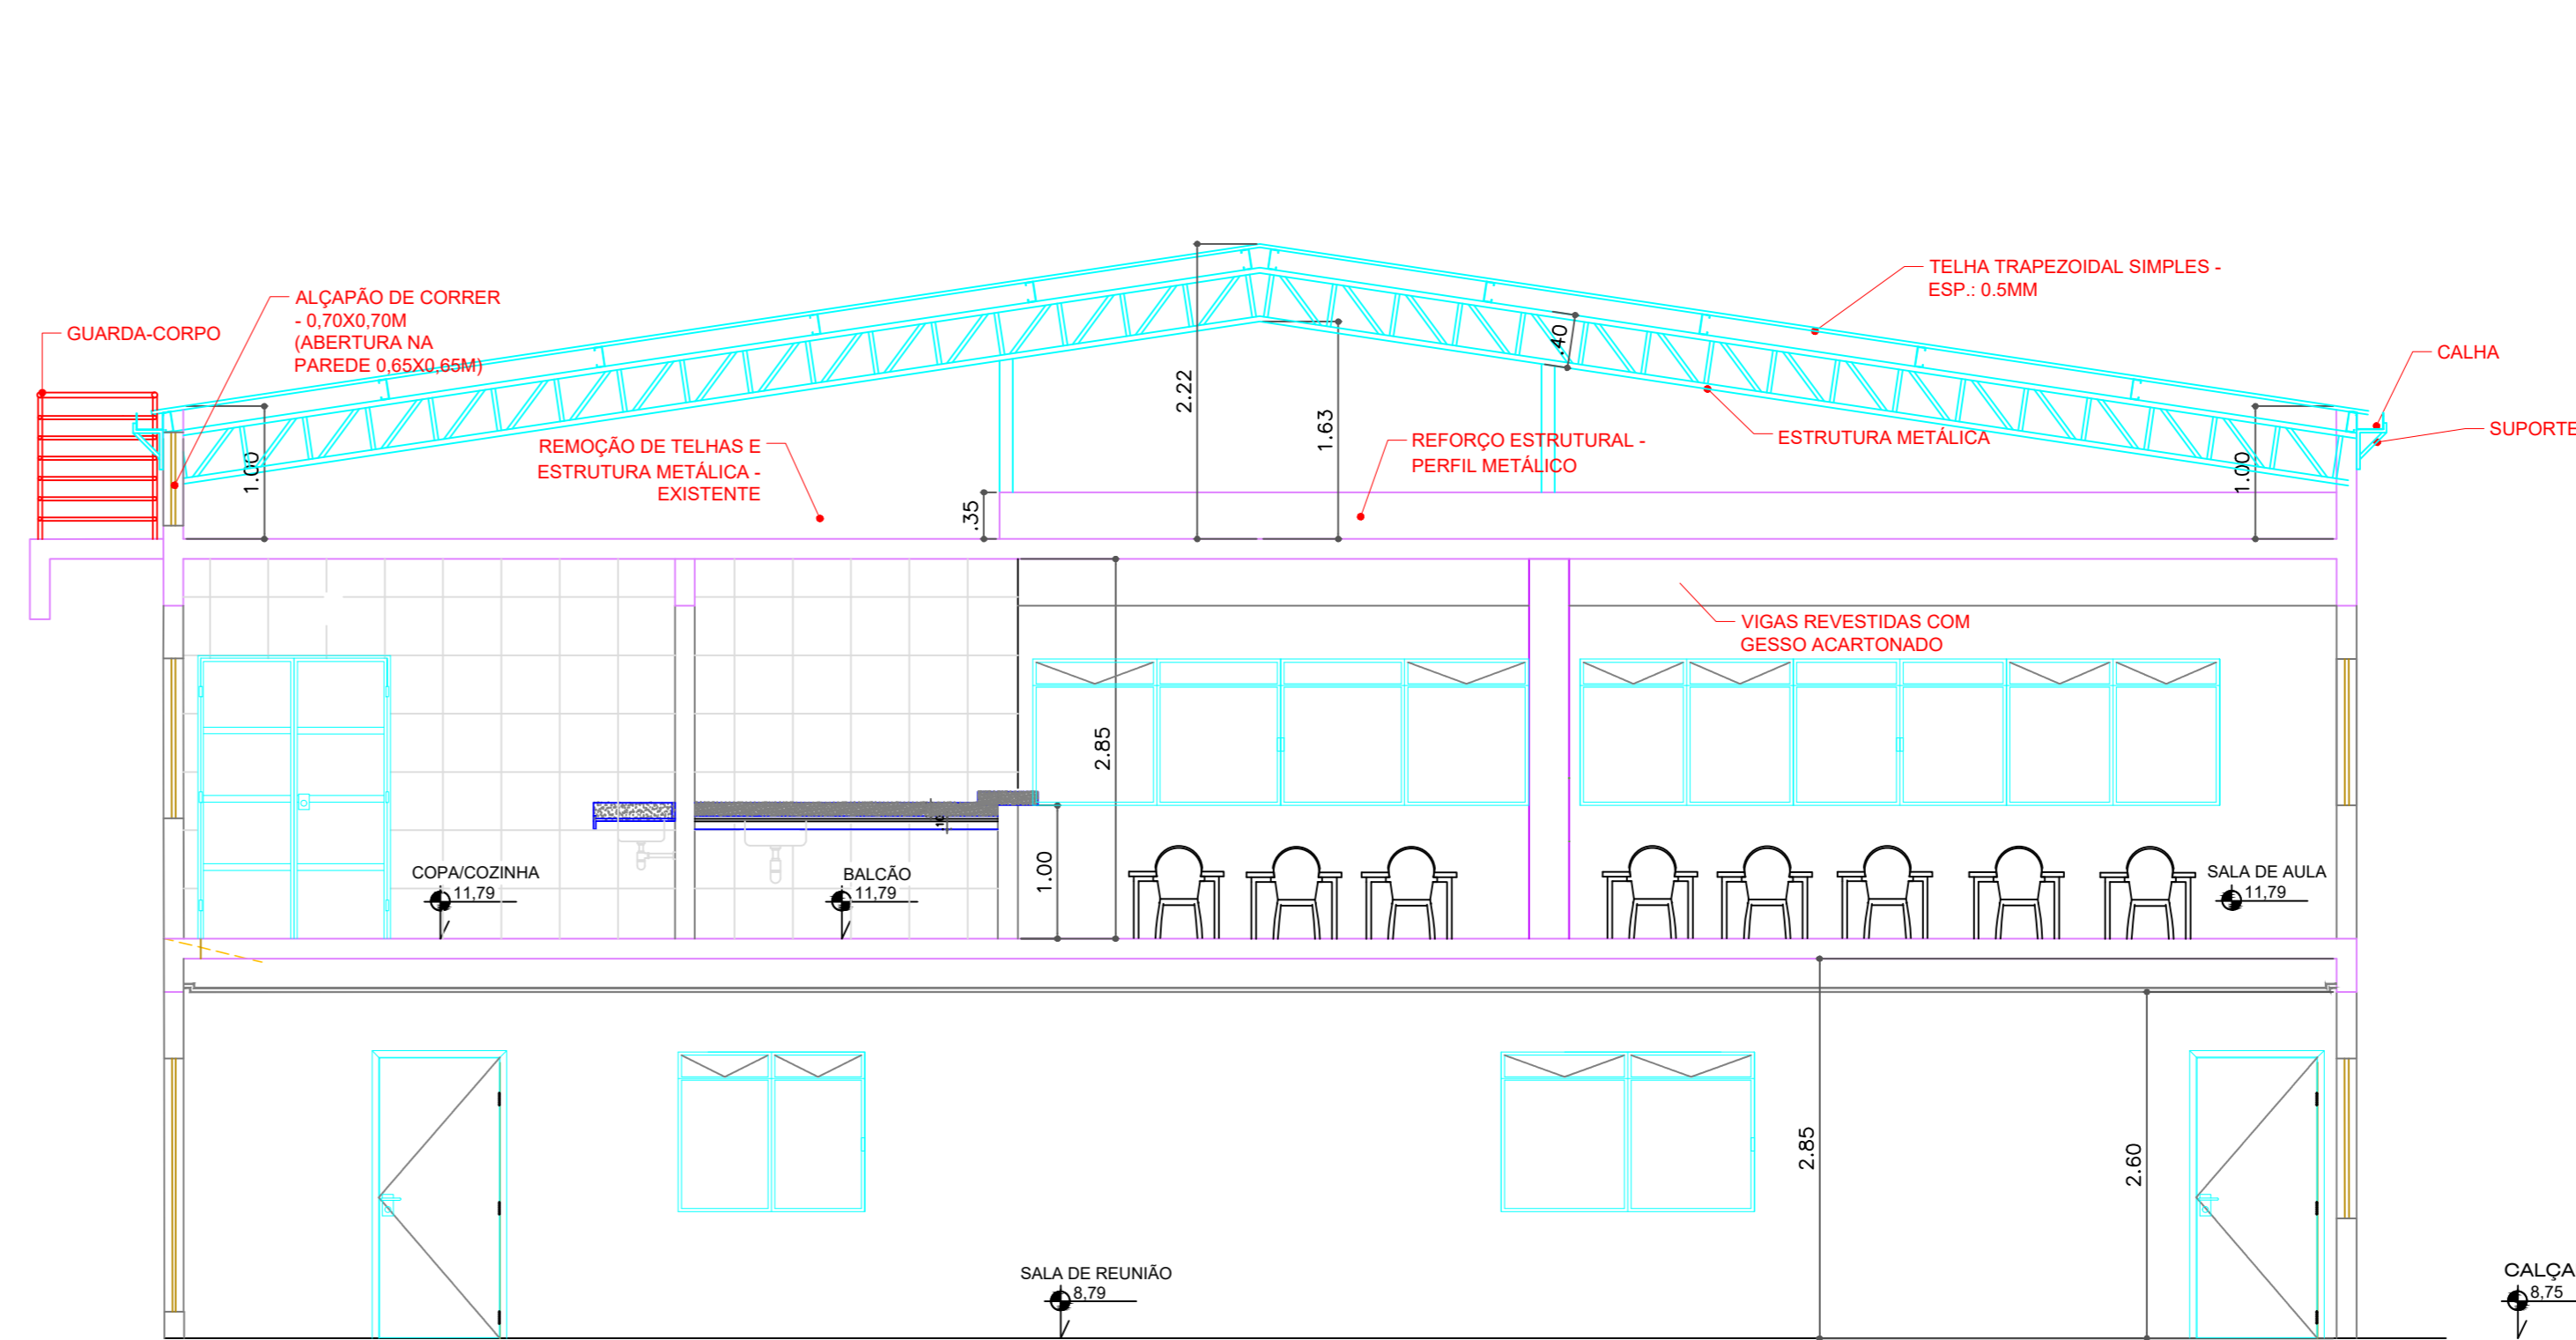 TELHA TRAPEZOIDAL SIMPLES -
ESP.: 0.5MM
ALÇAPÃO DE CORRER
- 0,70X0,70M
(ABERTURA NA
PAREDE 0,65X0,65M)
GUARDA-CORPO
CALHA
SUPORTE
REMOÇÃO DE TELHAS E
ESTRUTURA METÁLICA -
EXISTENTE
REFORÇO ESTRUTURAL -
PERFIL METÁLICO
ESTRUTURA METÁLICA
.40
2.22
1.63
1.00
1.00
.35
VIGAS REVESTIDAS COM
GESSO ACARTONADO
2.85
1.00
COPA/COZINHA
11,79
BALCÃO
11,79
SALA DE AULA
11,79
2.85
2.60
SALA DE REUNIÃO
8,79
CALÇA
8,75